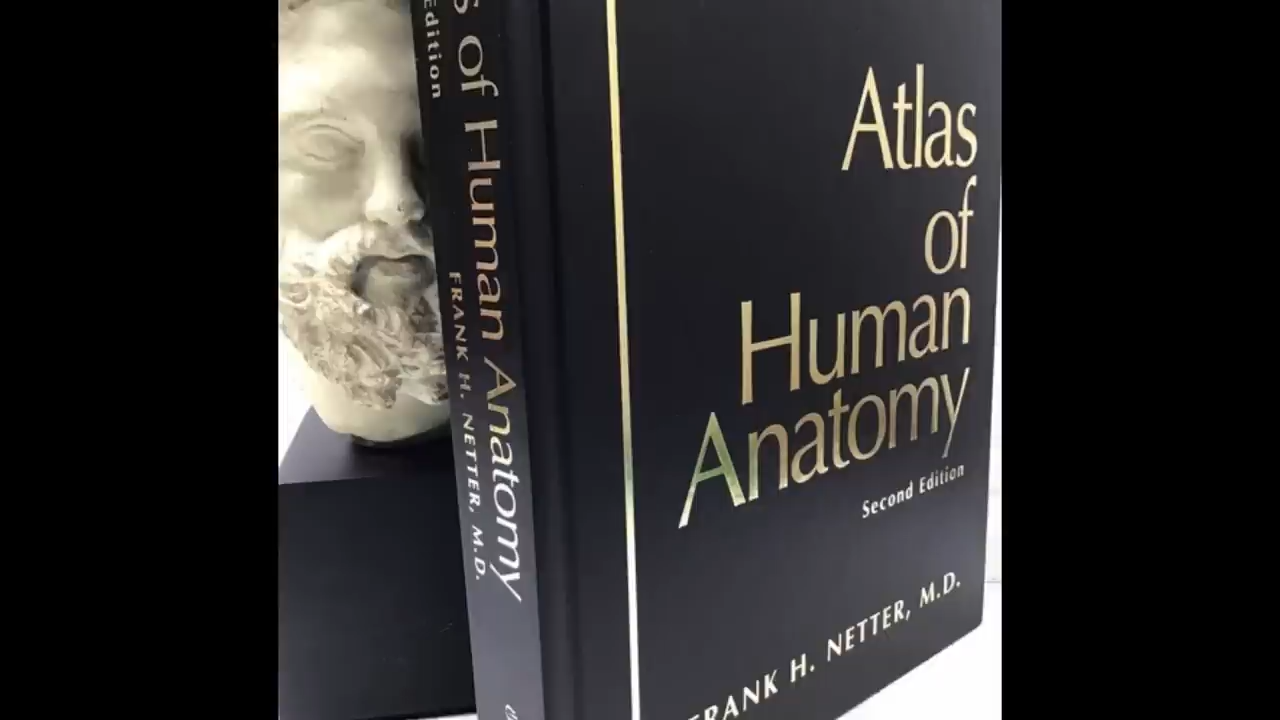 Edition
s of Human Anatomy
FRANK H. NETTER, M.D.
Atlas
of
Human
Anatomy
Second Edition
FRANK H. NETTER, M.D.